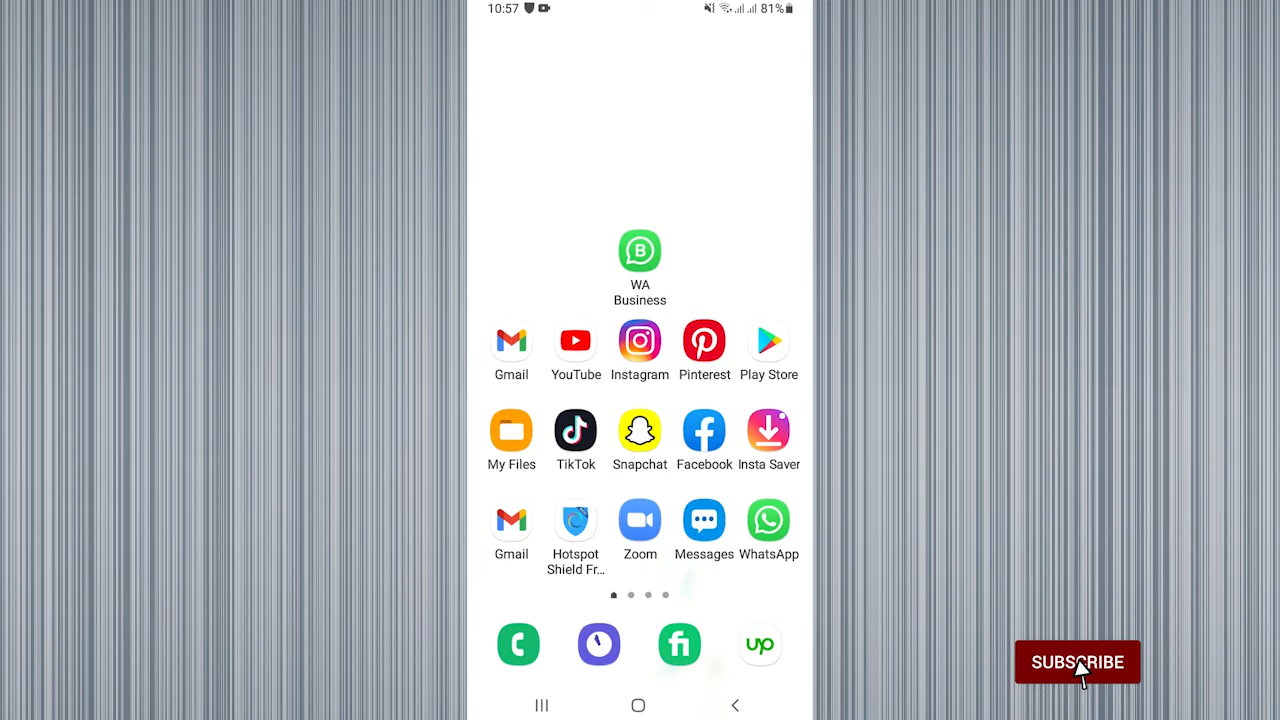 10:57
81%
B
WA
Business
Gmail YouTube Instagram Pinterest Play Store
My Files TikTok Snapchat Facebook Insta Saver
Gmail Hotspot Zoom Messages WhatsApp
Shield Fr...
fi up
SUBSCRIBE